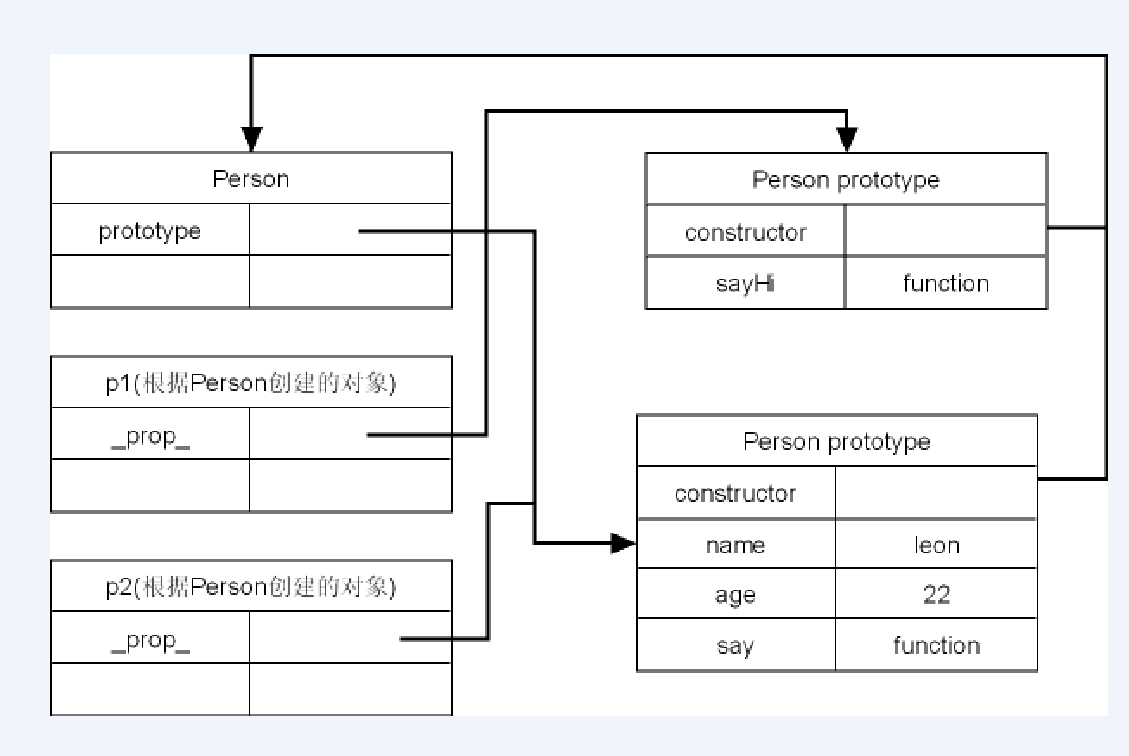 Person
prototype
p1(根据Person创建的对象)
_prop_
p2(根据Person创建的对象)
_prop_
Person prototype
constructor
sayHi function
Person prototype
constructor
name leon
age 22
say function